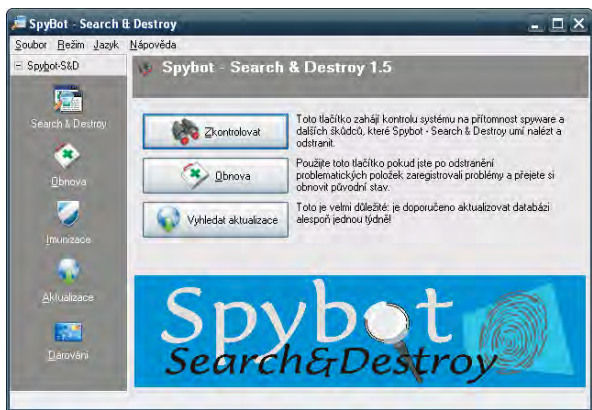 SpyBot - Search & Destroy
Soubor Režim Jazyk Nápověda
Spybot-S&D
Spybot - Search & Destroy 1.5
Search & Destroy
Obnova
Imunizace
Aktualizace
Darování
Zkontrolovat
Toto tlačítko zahájí kontrolu systému na přítomnost spyware a
dalších škůdců, které Spybot - Search & Destroy umí nalézt a
odstranit.
Obnova
Použijte toto tlačítko pokud jste po odstranění
problematických položek zaregistrovali problémy a přejete si
obnovit původní stav.
Vyhledat aktualizace
Toto je velmi důležité: je doporučeno aktualizovat databázi
alespoň jednou týdně!
Spybot
Search&Destroy